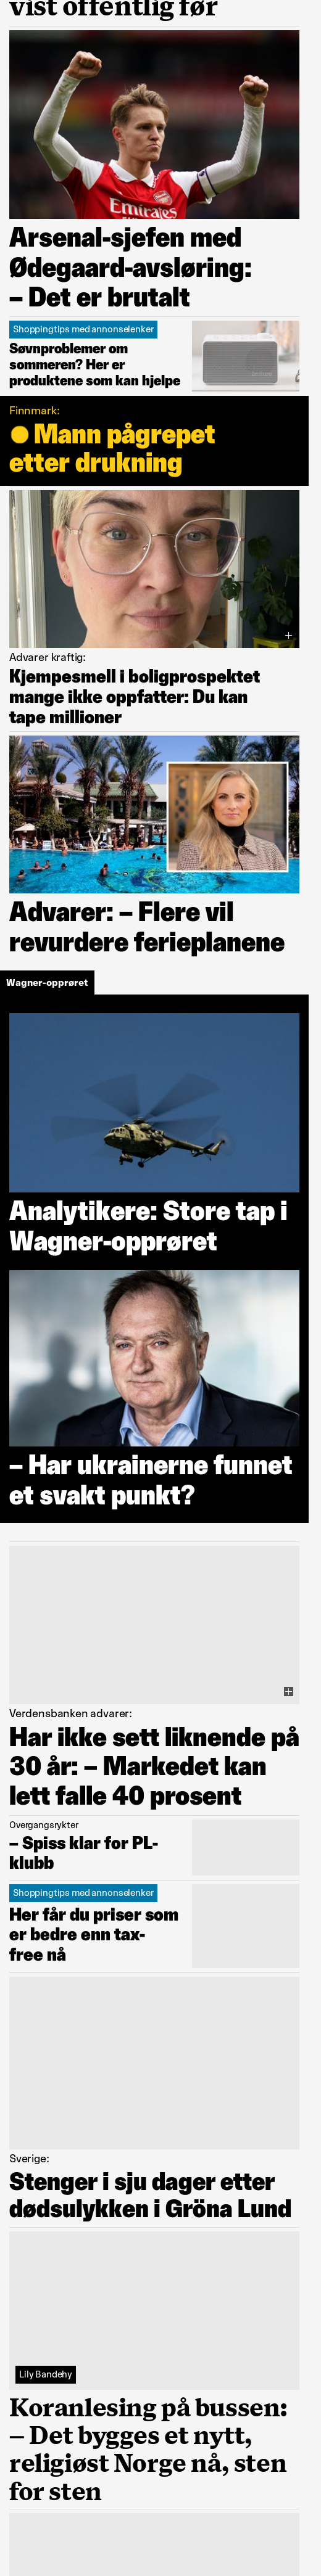 vist offentlig før
Emirates
Arsenal-sjefen med
Ødegaard-avsløring:
– Det er brutalt
Shoppingtips med annonselenker
Søvnproblemer om
sommeren? Her er
produktene som kan hjelpe
Finnmark:
Mann pågrepet
etter drukning
Advarer kraftig:
Kjempesmell i boligprospektet
mange ikke oppfatter: Du kan
tape millioner
Advarer: – Flere vil
revurdere ferieplanene
Wagner-opprøret
Analytikere: Store tap i
Wagner-opprøret
– Har ukrainerne funnet
et svakt punkt?
Verdensbanken advarer:
Har ikke sett liknende på
30 år: – Markedet kan
lett falle 40 prosent
Overgangsrykter
– Spiss klar for PL-
klubb
Shoppingtips med annonselenker
Her får du priser som
er bedre enn tax-
free nå
Sverige:
Stenger i sju dager etter
dødsulykken i Gröna Lund
Lily Bandehy
Koranlesing på bussen:
– Det bygges et nytt,
religiøst Norge nå, sten
for sten